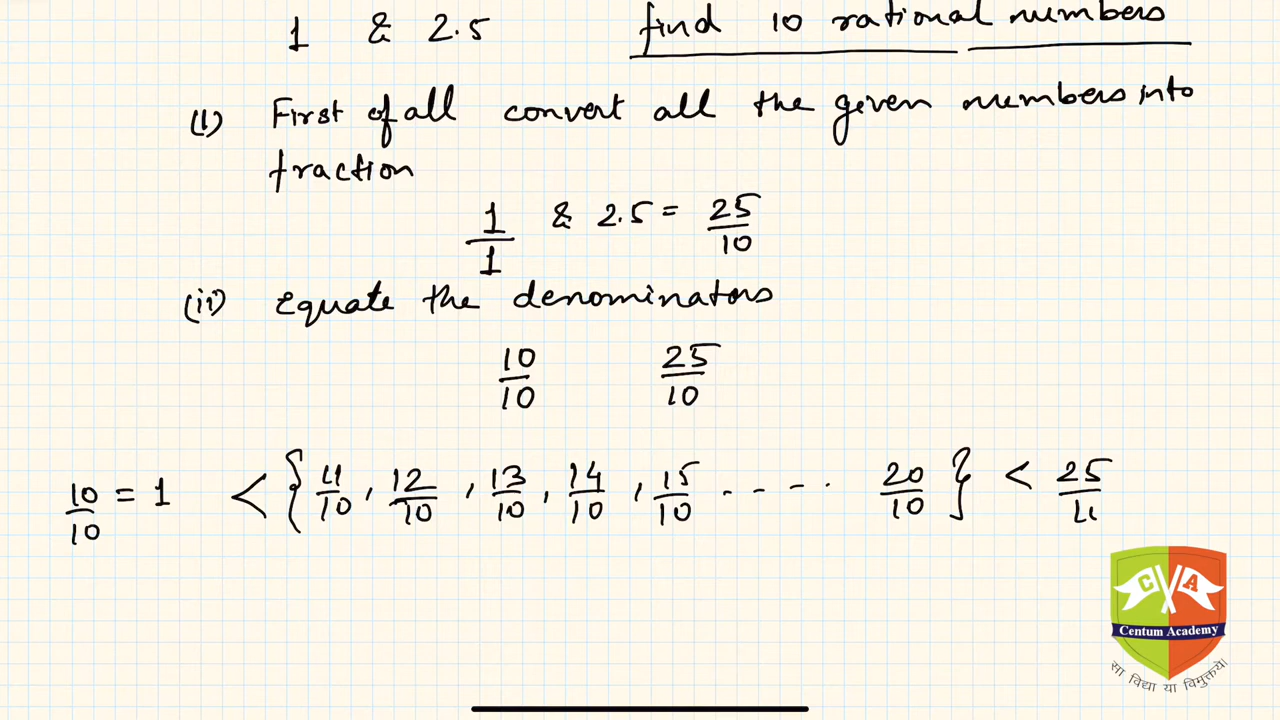 1 & 2.5 find 10 rational numbers
(i) First of all convert all the given numbers into
fraction
1/1 & 2.5 = 25/10
(ii) Equate the denominators
10/10 25/10
10/10 = 1 < { 11/10, 12/10, 13/10, 14/10, 15/10 ---- 20/10 } < 25/1
C A
Centum Academy
सा विद्या या विमुक्तये।